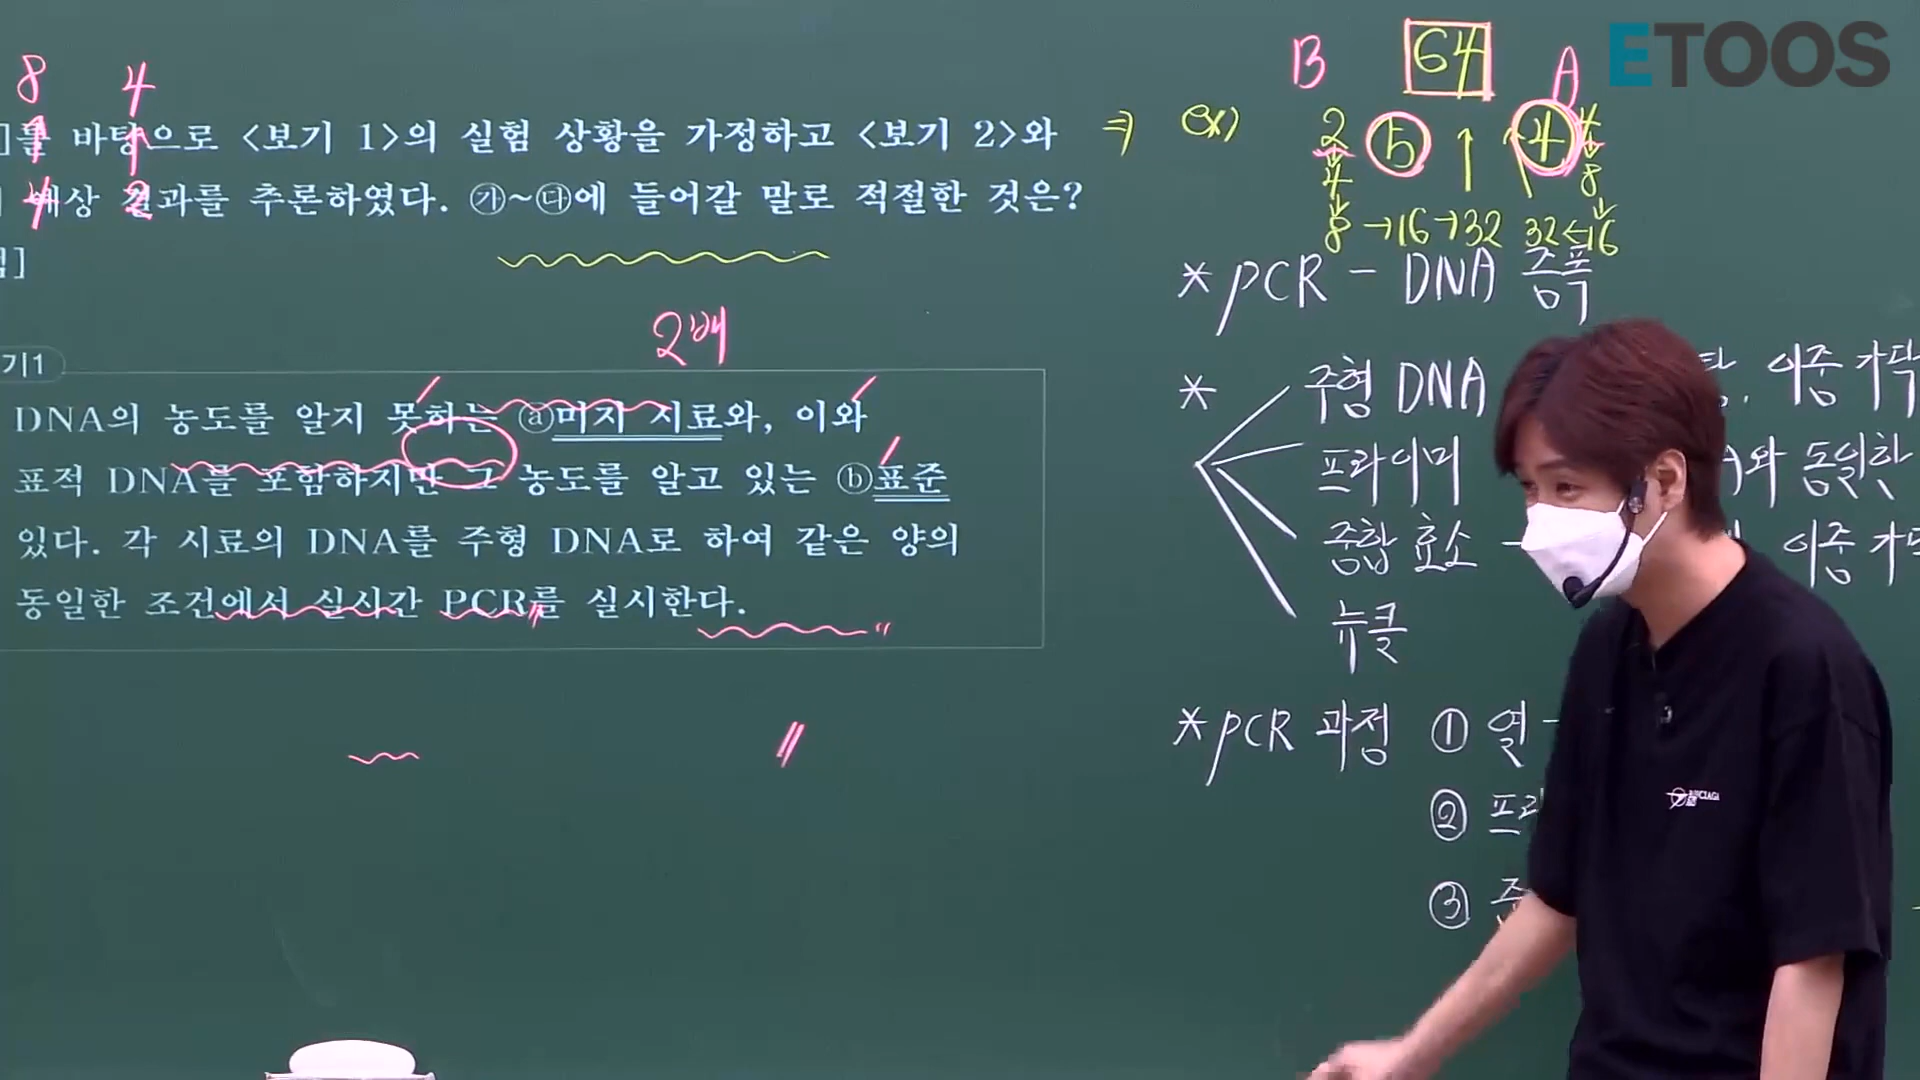 ETOOS
8 4
4 2
]를 바탕으로 <보기 1>의 실험 상황을 가정하고 <보기 2>와
예상 결과를 추론하였다. ㉮~㉰에 들어갈 말로 적절한 것은?
]
2배
기1
DNA의 농도를 알지 못하는 ⓐ미지 시료와, 이와
표적 DNA를 포함하지만 그 농도를 알고 있는 ⓑ표준
있다. 각 시료의 DNA를 주형 DNA로 하여 같은 양의
동일한 조건에서 실시간 PCR를 실시한다.
B 64 A
⇒ ex) 2 5 ↑ ↑ 4 4
4 8
8 →16→32 32←16
* PCR - DNA 증폭
* 주형 DNA , 이중 가닥
프라이머 와 동일한
중합 효소 - 이중 가닥
뉴클
* PCR 과정 ① 열 -
② 프라
③